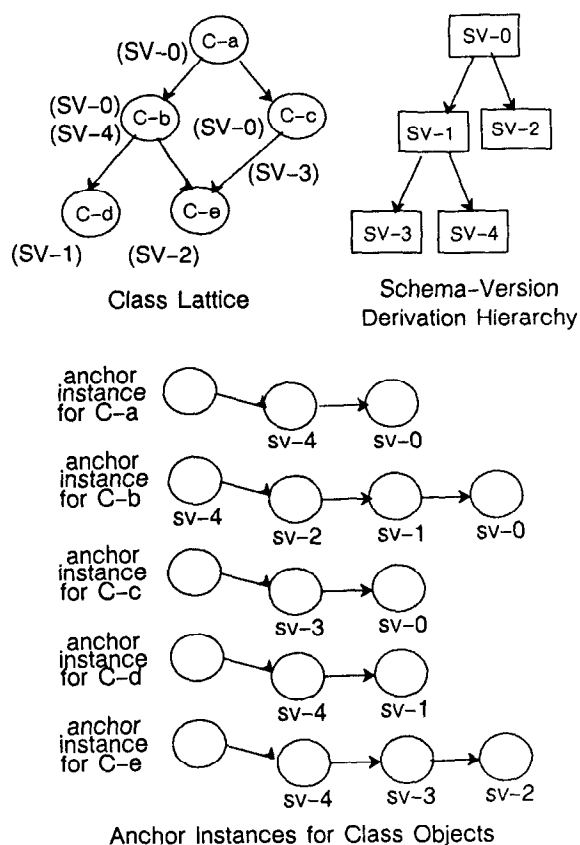 C-a
(SV-0)
(SV-0)
(SV-4)
C-b
(SV-0)
C-c
(SV-3)
C-d
C-e
(SV-1)
(SV-2)
Class Lattice
SV-0
SV-1
SV-2
SV-3
SV-4
Schema-Version
Derivation Hierarchy
anchor
instance
for C-a
sv-4
sv-0
anchor
instance
for C-b
sv-4
sv-2
sv-1
sv-0
anchor
instance
for C-c
sv-3
sv-0
anchor
instance
for C-d
sv-4
sv-1
anchor
instance
for C-e
sv-4
sv-3
sv-2
Anchor Instances for Class Objects